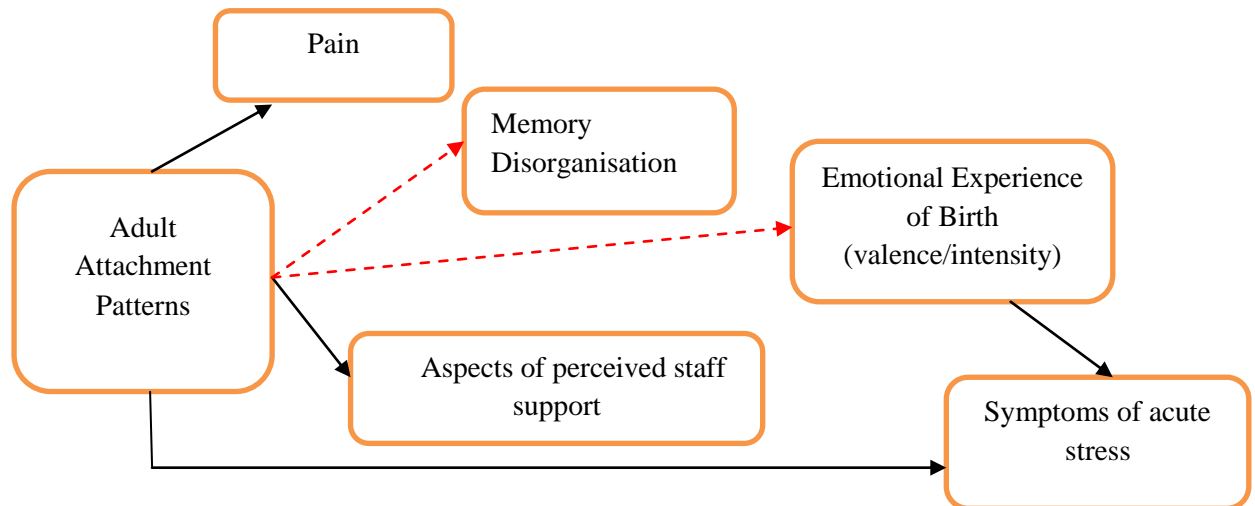 Pain
Memory
Disorganisation
Emotional Experience
of Birth
(valence/intensity)
Adult
Attachment
Patterns
Aspects of perceived staff
support
Symptoms of acute
stress